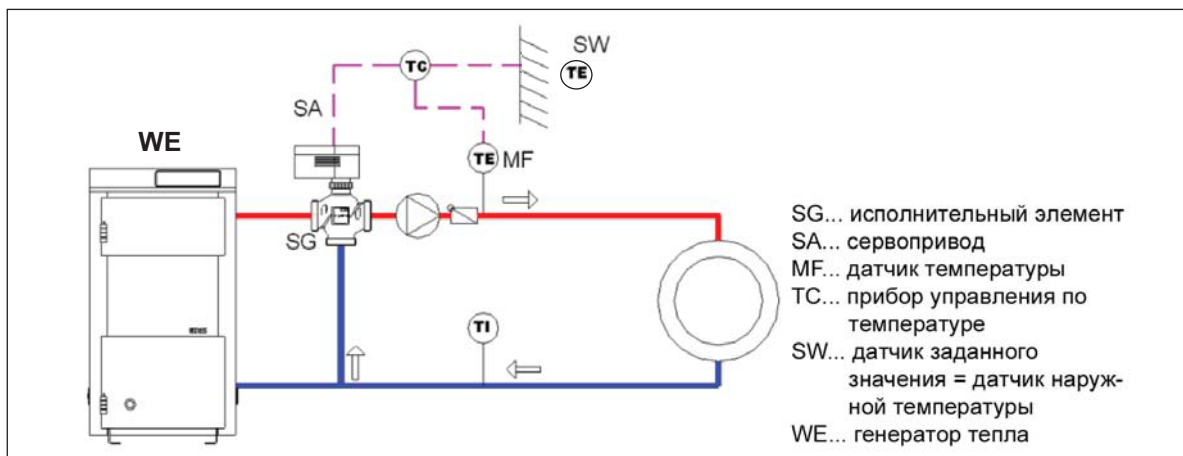 SW
TC
TE
SA
WE
TE MF
SG
TI
SG... исполнительный элемент
SA... сервопривод
MF... датчик температуры
TC... прибор управления по
температуре
SW... датчик заданного
значения = датчик наруж-
ной температуры
WE... генератор тепла